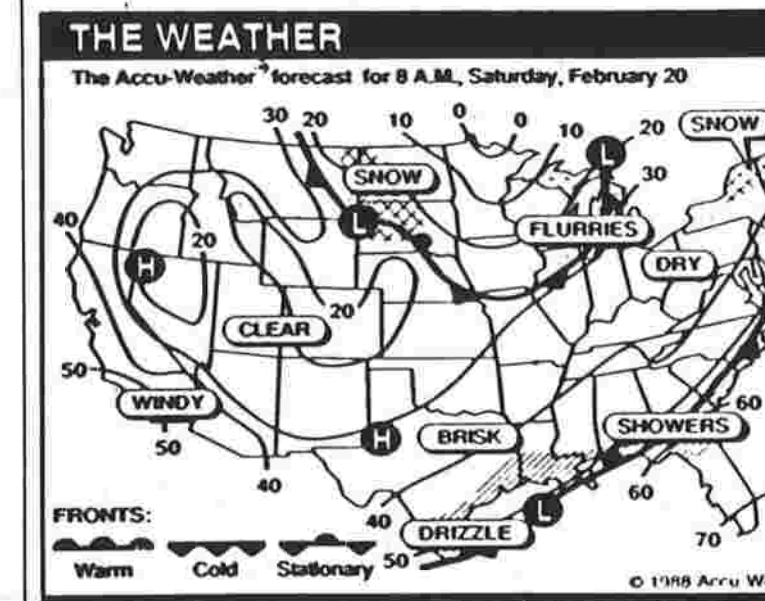 THE WEATHER
The Accu-Weather forecast for 8 A.M., Saturday, February 20
30 20 10 0 0 10 20 SNOW
SNOW L 30
40 L FLURRIES
20 H DRY
20
CLEAR
50
WINDY 60
50 H BRISK SHOWERS
40 60
FRONTS: 40 L 70
DRIZZLE
Warm Cold Stationary 50
© 1988 Accu